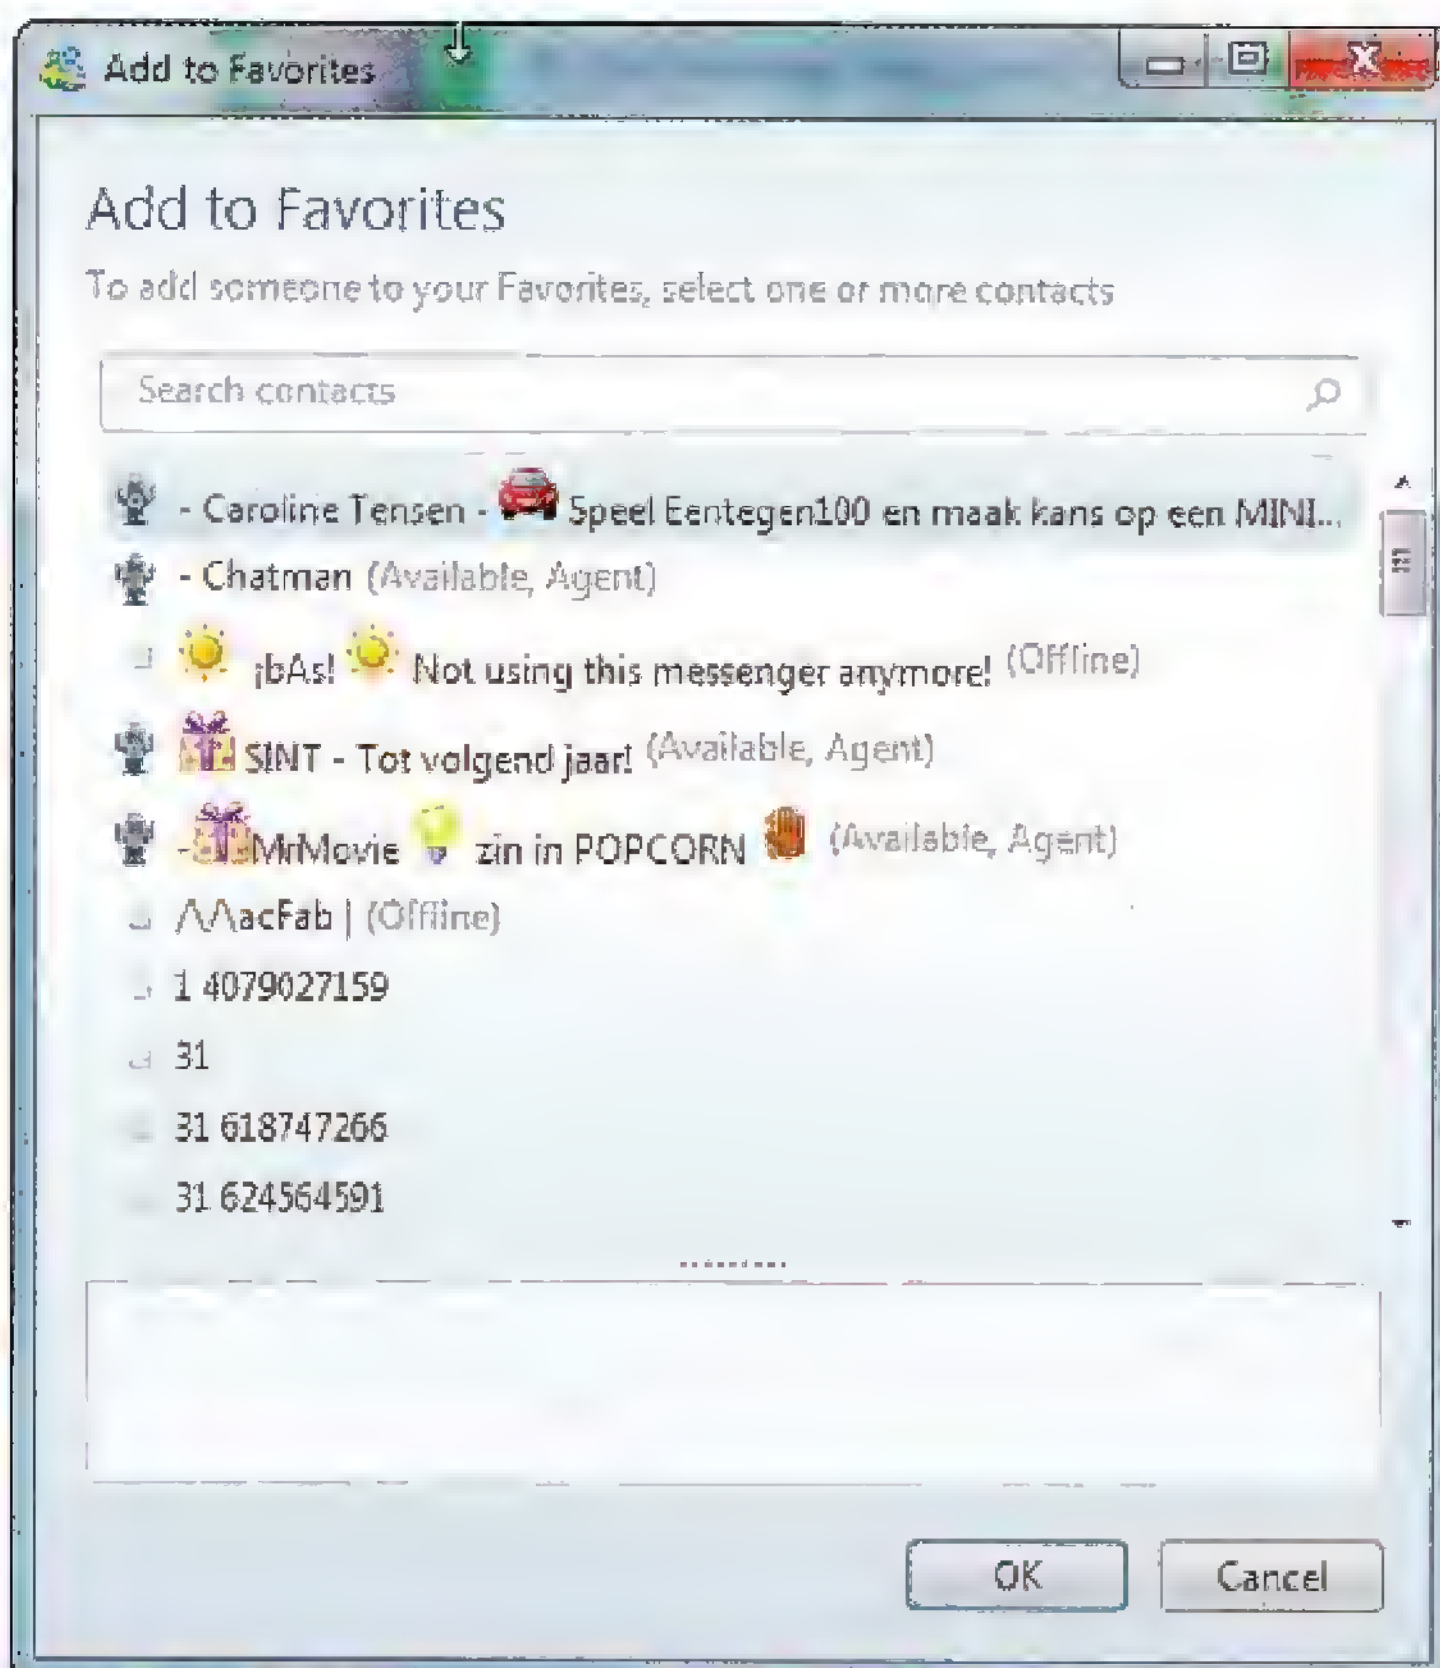 Add to Favorites
Add to Favorites
To add someone to your Favorites, select one or more contacts
Search contacts
- Caroline Tensen - Speel Eentegen100 en maak kans op een MINI...
- Chatman (Available, Agent)
¡bAs! Not using this messenger anymore! (Offline)
SINT - Tot volgend jaar! (Available, Agent)
- MrMovie zin in POPCORN (Available, Agent)
/\/\acFab | (Offline)
1 4079027159
31
31 618747266
31 624564591
OK Cancel